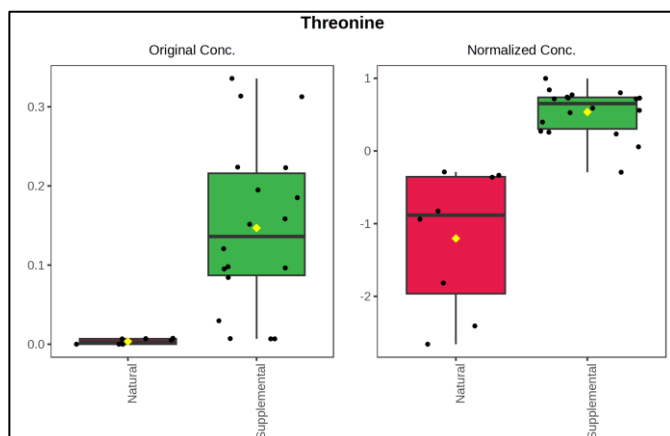 Threonine
Original Conc.
Normalized Conc.
0.3
0.2
0.1
0.0
Natural
Supplemental
1
0
-1
-2
Natural
Supplemental